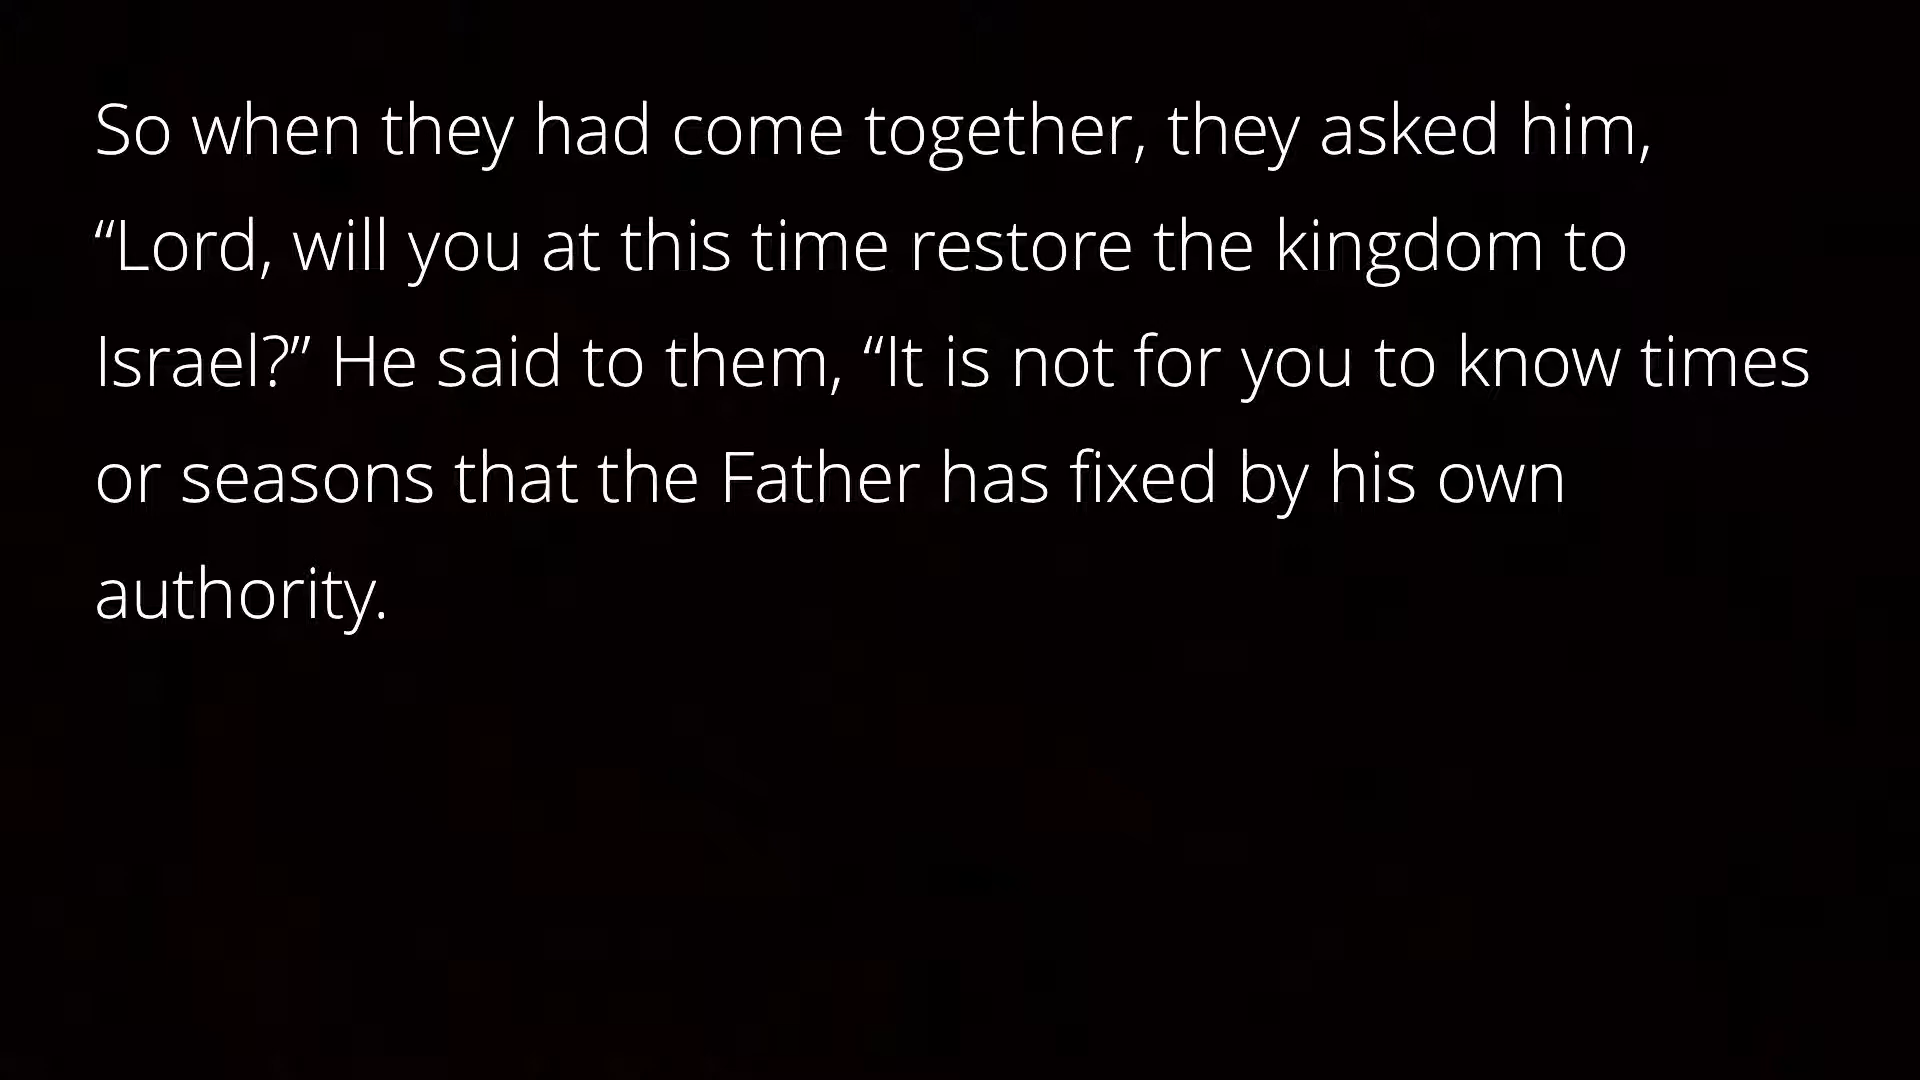 So when they had come together, they asked him,
“Lord, will you at this time restore the kingdom to
Israel?” He said to them, “It is not for you to know times
or seasons that the Father has fixed by his own
authority.